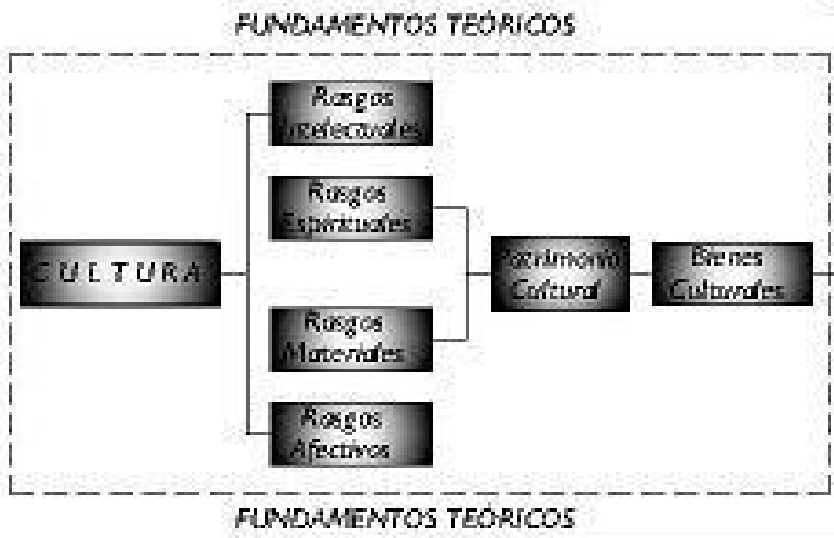 FUNDAMENTOS TEÓRICOS
Rasgos
Intelectuales
Rasgos
Espirituales
CULTURA
Patrimonio
Cultural
Bienes
Culturales
Rasgos
Materiales
Rasgos
Afectivos
FUNDAMENTOS TEÓRICOS